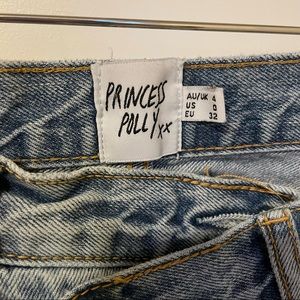 PRINCESS
POLLY xx
AU/UK 4
US 0
EU 32